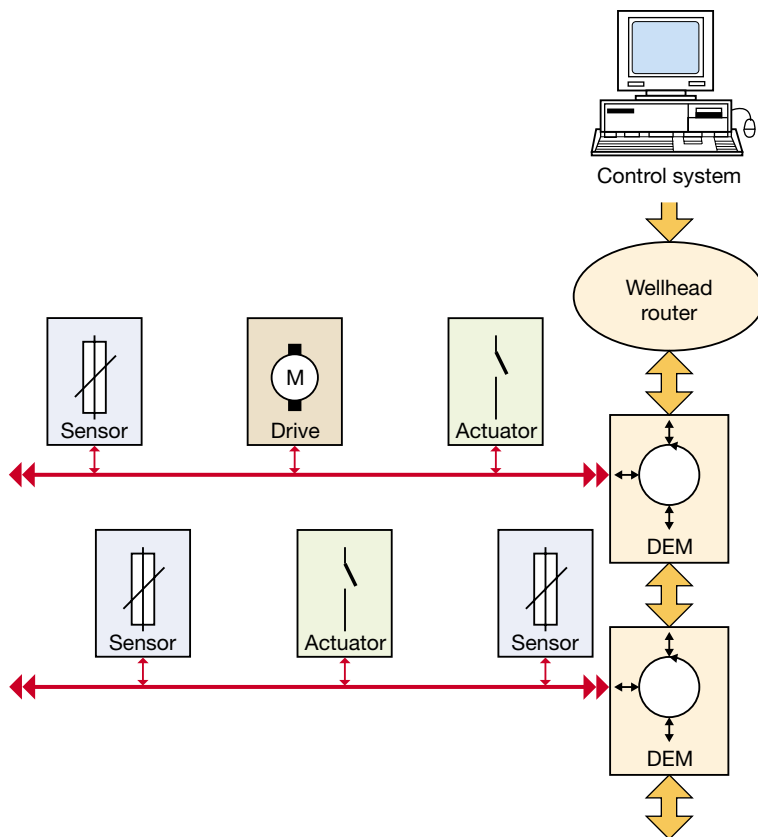 Control system
Wellhead
router
M
Sensor
Drive
Actuator
DEM
Sensor
Actuator
Sensor
DEM